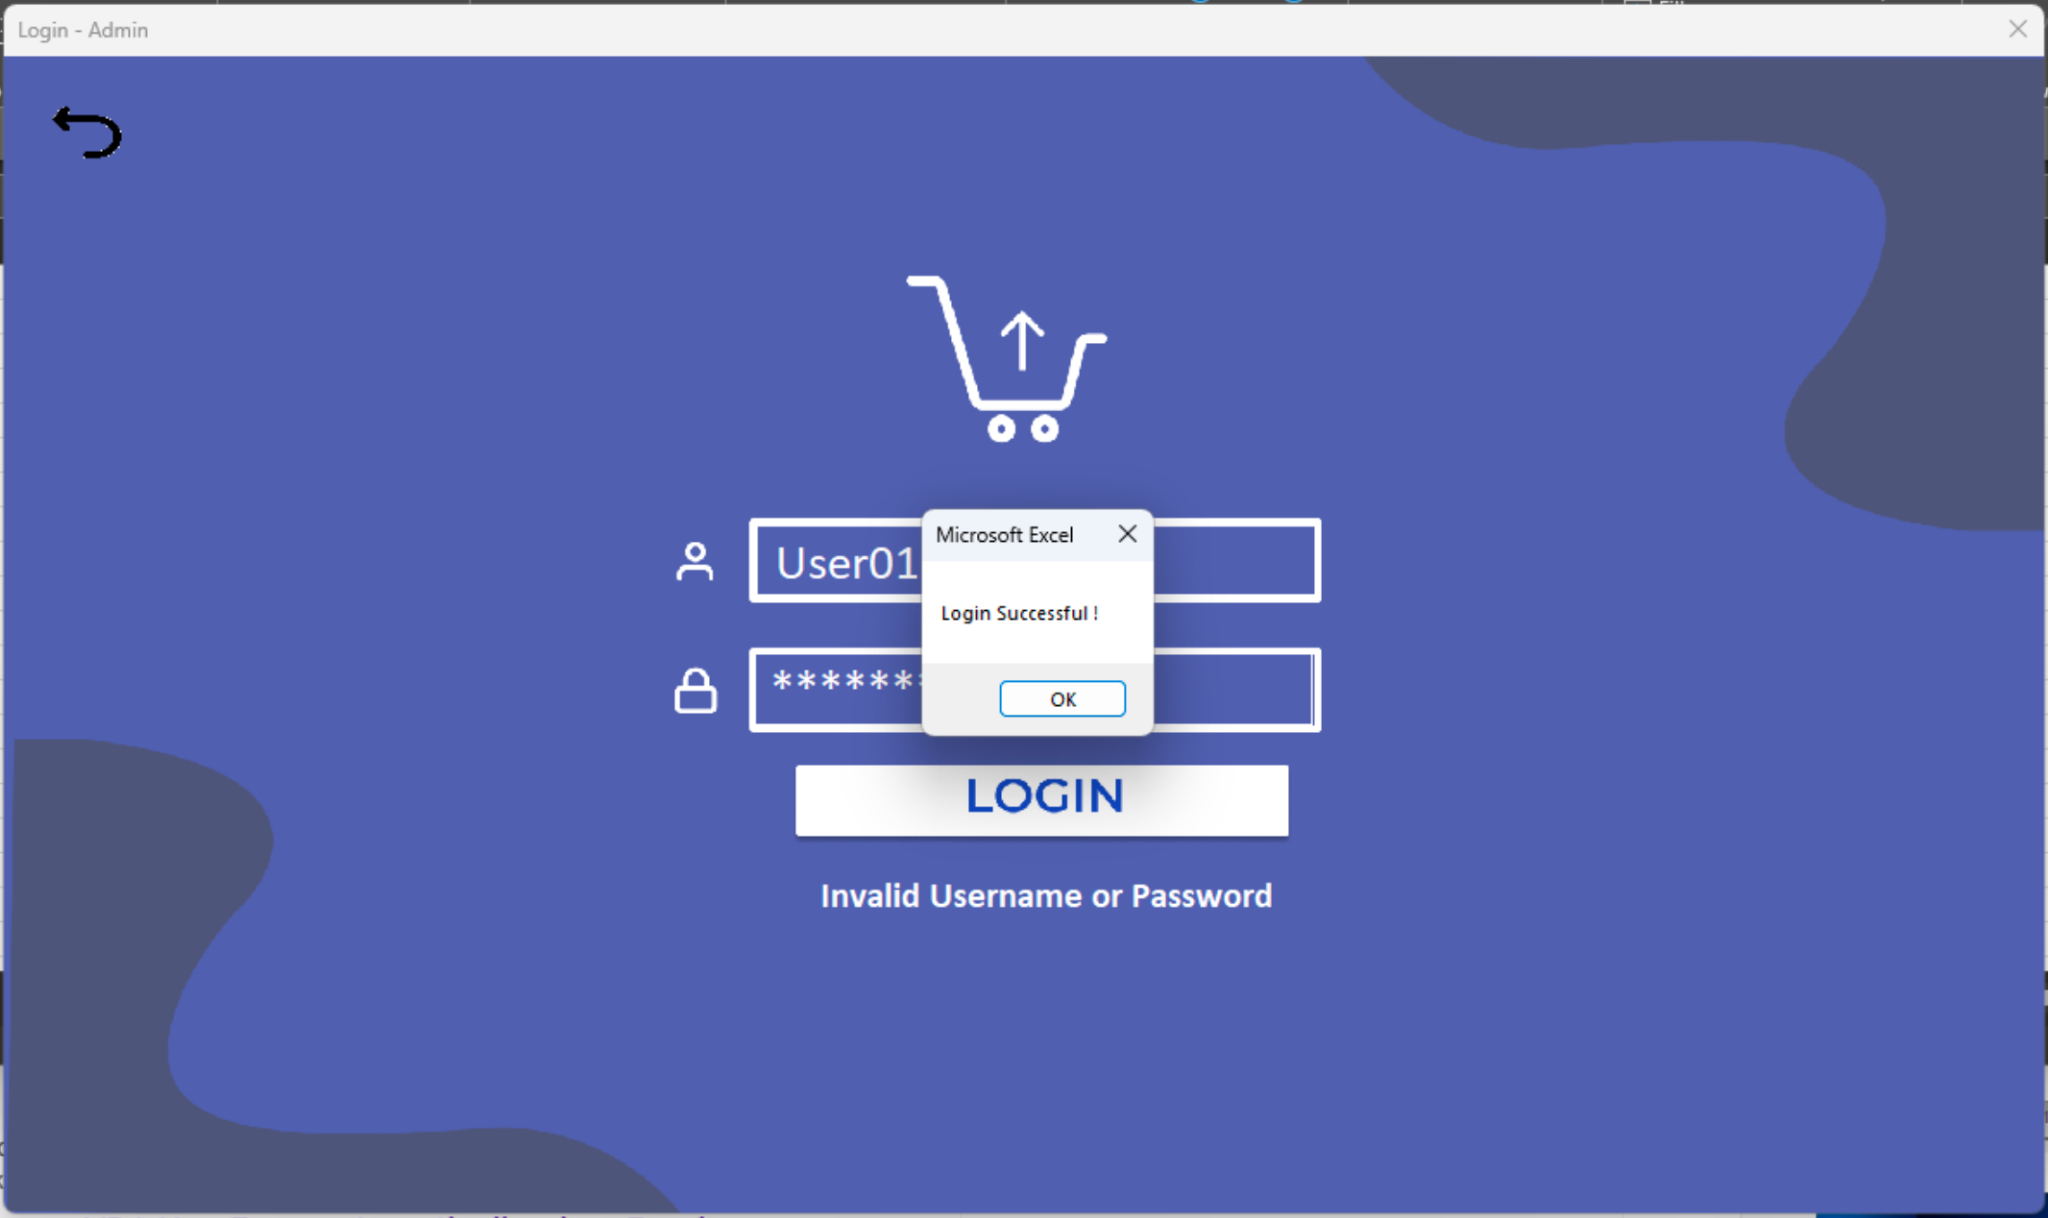 Login - Admin
Microsoft Excel
User01
Login Successful !
*******
OK
LOGIN
Invalid Username or Password